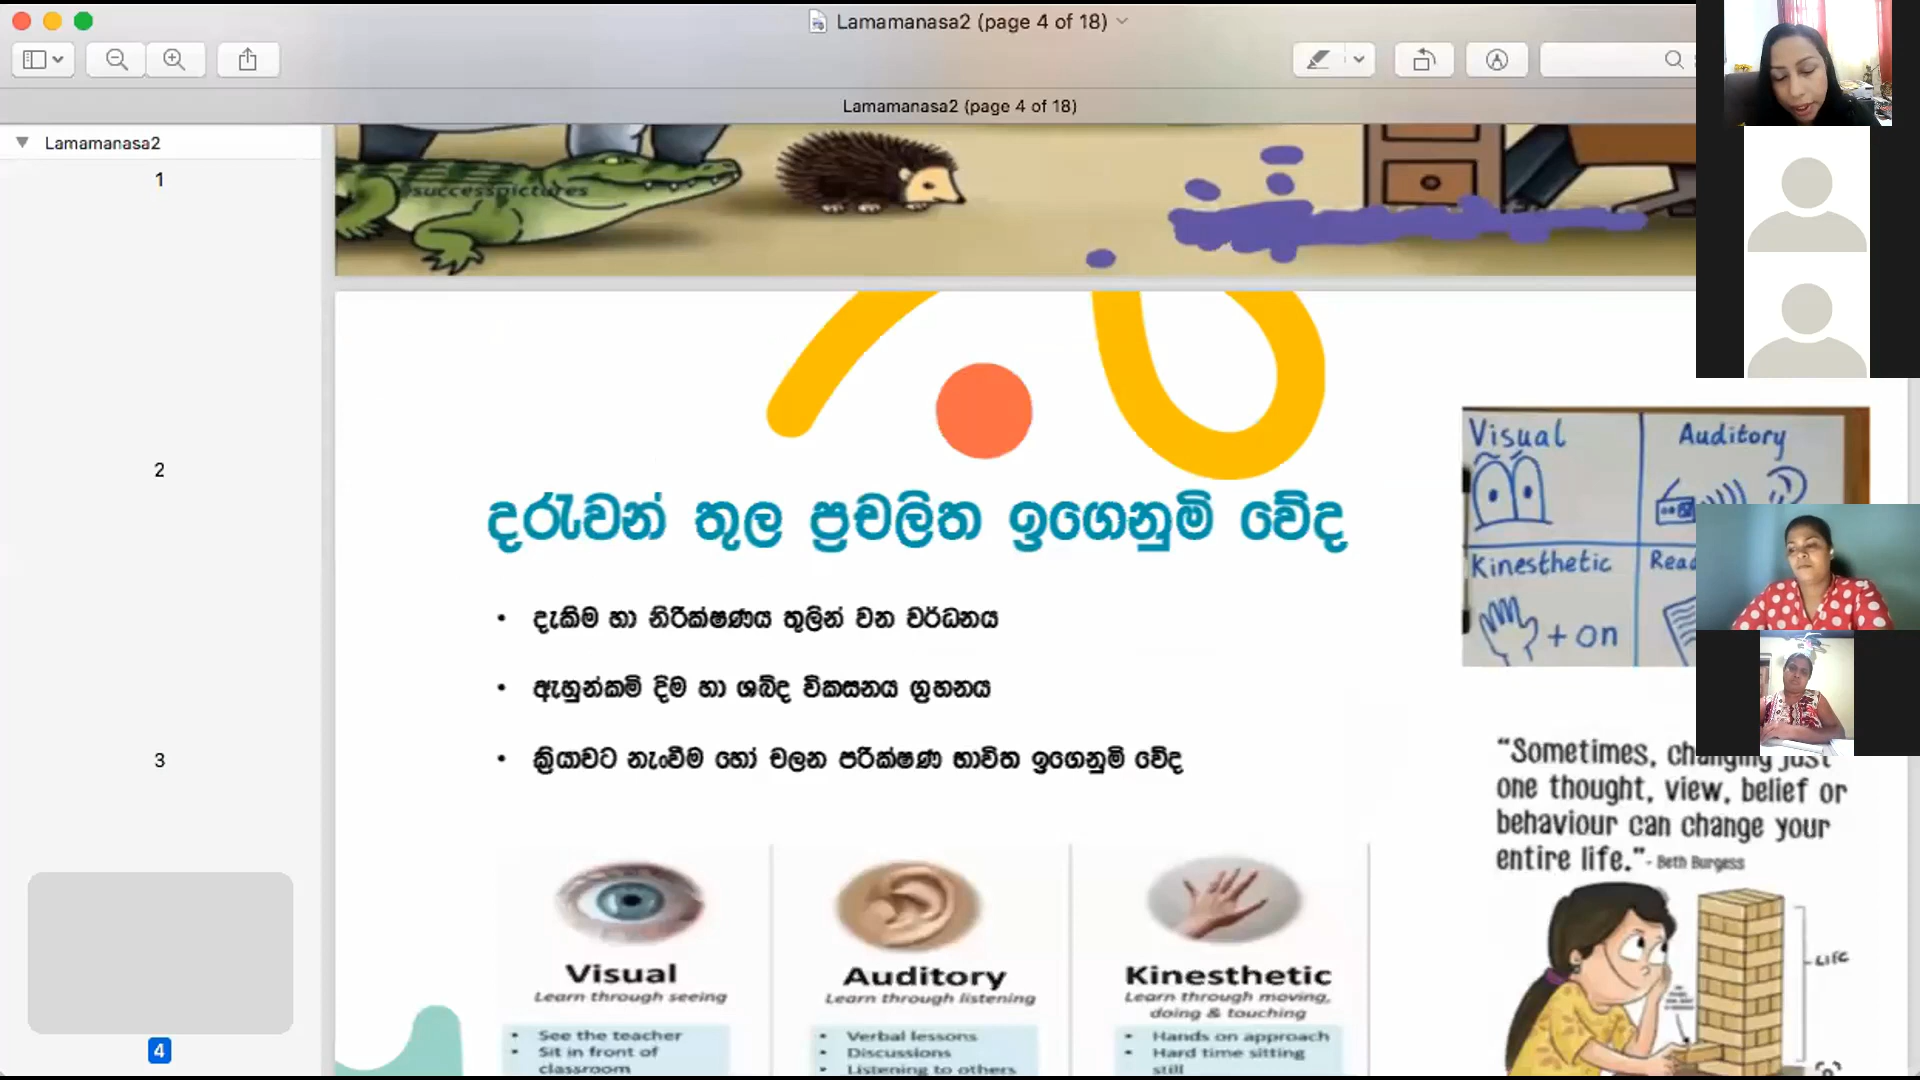 Lamamanasa2 (page 4 of 18)
Lamamanasa2 (page 4 of 18)
Lamamanasa2
1
2
3
4
@successpictures
දරුවන් තුල ප්‍රචලිත ඉගෙනුම් වේද
• දැකීම හා නිරීක්ෂණය තුලින් වන වර්ධනය
• ඇහුන්කම් දීම හා ශබ්ද විකසනය ග්‍රහනය
• ක්‍රියාවට නැංවීම හෝ චලන පරීක්ෂණ භාවිත ඉගෙනුම් වේද
Visual
Auditory
Kinesthetic
+ on
"Sometimes, changing just
one thought, view, belief or
behaviour can change your
entire life." - Beth Burgess
LIFE
Visual
Learn through seeing
• See the teacher
• Sit in front of
classroom
Auditory
Learn through listening
• Verbal lessons
• Discussions
• Listening to others
Kinesthetic
Learn through moving,
doing & touching
• Hands on approach
• Hard time sitting
still